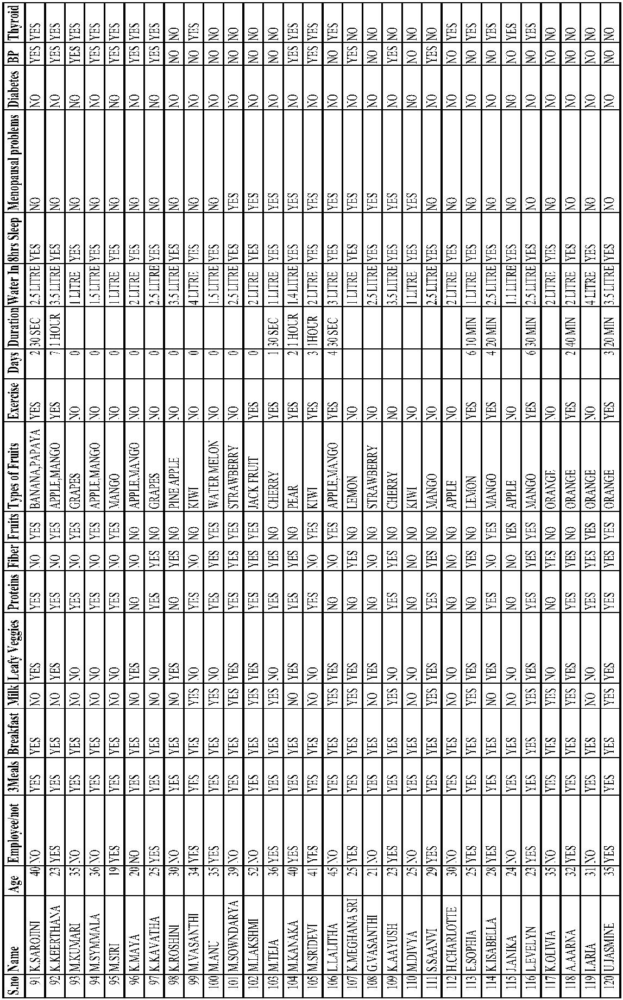 S.no Name Age Employee/not 3Meals Breakfast Milk Leafy Veggies Proteins Fiber Fruits Types of Fruits Exercise Days Duration Water In 8hrs Sleep Menopausal problems Diabetes BP Thyroid
91 K.SAROJINI 40 NO YES YES NO YES YES NO YES BANANA,PAPAYA YES 2 30 SEC 2.5 LITRE YES NO NO YES YES
92 K.KEERTHANA 23 YES YES YES NO YES YES NO YES APPLE,MANGO YES 7 1 HOUR 3.5 LITRE YES NO NO YES YES
93 M.KUMARI 35 NO YES YES NO NO YES NO YES GRAPES NO 0 1 LITRE YES NO NO YES YES
94 M.SYMMALA 36 NO YES YES NO NO YES NO YES APPLE,MANGO NO 0 1.5 LITRE YES NO NO YES YES
95 M.SIRI 19 YES YES YES NO NO YES NO YES MANGO NO 0 1 LITRE YES NO NO YES YES
96 K.MAYA 20 NO YES YES NO YES NO NO NO APPLE,MANGO NO 0 2 LITRE YES NO NO YES YES
97 K.KAVATHA 25 YES YES YES NO NO YES YES NO GRAPES NO 0 2.5 LITRE YES NO NO YES YES
98 K.ROSHINI 30 NO YES YES NO YES NO YES NO PINE APPLE NO 0 3.5 LITRE YES NO NO NO NO
99 M.VASANTHI 34 YES YES YES YES NO YES NO NO KIWI NO 0 4 LITRE YES NO NO NO YES
100 M.ANU 35 YES YES YES YES NO YES YES YES WATER MELON NO 0 1.5 LITRE YES NO NO NO NO
101 M.SOWNDARYA 39 NO YES YES YES YES YES YES YES STRAWBERRY NO 0 2.5 LITRE YES YES NO NO NO
102 M.LAKSHMI 52 NO YES YES YES YES YES YES YES JACK FRUIT YES 0 2 LITRE YES YES NO NO NO
103 M.TEJA 36 YES YES YES YES NO YES YES NO CHERRY YES 1 30 SEC 1 LITRE YES YES NO NO NO
104 M.KANAKA 40 YES YES YES NO YES YES YES NO PEAR YES 2 1 HOUR 1.4 LITRE YES YES NO YES YES
105 M.SRIDEVI 41 YES YES YES NO NO YES NO YES KIWI YES 3 1HOUR 2 LITRE YES YES NO YES YES
106 L.LALITHA 45 NO YES YES YES YES NO NO YES APPLE,MANGO YES 4 30 SEC 3 LITRE YES YES NO NO YES
107 K.MEGHANA SRI 25 YES YES YES YES YES NO YES NO LEMON NO 1 LITRE YES YES NO YES NO
108 G.VASANTHI 21 NO YES YES NO YES NO NO NO STRAWBERRY NO 2.5 LITRE YES YES NO NO NO
109 K.AAYUSH 23 YES YES YES YES NO YES YES NO CHERRY NO 3.5 LITRE YES YES NO YES NO
110 M.DIVYA 25 NO YES YES NO NO NO NO NO KIWI NO 1 LITRE YES YES NO NO NO
111 S.SAANVI 29 YES YES YES YES YES YES YES NO MANGO NO 2.5 LITRE YES NO NO YES NO
112 H.CHARLOTTE 30 NO YES YES NO NO NO NO NO APPLE NO 2 LITRE YES NO NO NO YES
113 E.SOPHIA 25 YES YES YES YES YES NO YES NO LEMON YES 6 10 MIN 1 LITRE YES NO NO NO YES
114 K.ISABELLA 28 YES YES YES NO YES YES NO YES MANGO YES 4 20 MIN 2.5 LITRE YES NO NO NO YES
115 J.ANIKA 24 NO YES YES NO NO NO NO YES APPLE NO 1.1 LITRE YES NO NO NO YES
116 L.EVELYN 23 YES YES YES YES YES YES YES YES MANGO YES 6 30 MIN 2.5 LITRE YES NO NO NO YES
117 K.OLIVIA 35 NO YES YES YES NO NO YES NO ORANGE NO 2 LITRE YES NO NO NO NO
118 A.AARNA 32 YES YES YES YES YES YES YES NO ORANGE YES 2 40 MIN 2 LITRE YES NO NO NO NO
119 I.ARIA 31 NO YES YES NO NO YES YES YES ORANGE NO 4 LITRE YES NO NO NO NO
120 U.JASMINE 35 YES YES YES YES YES YES YES YES ORANGE YES 3 20 MIN 3.5 LITRE YES NO NO NO NO